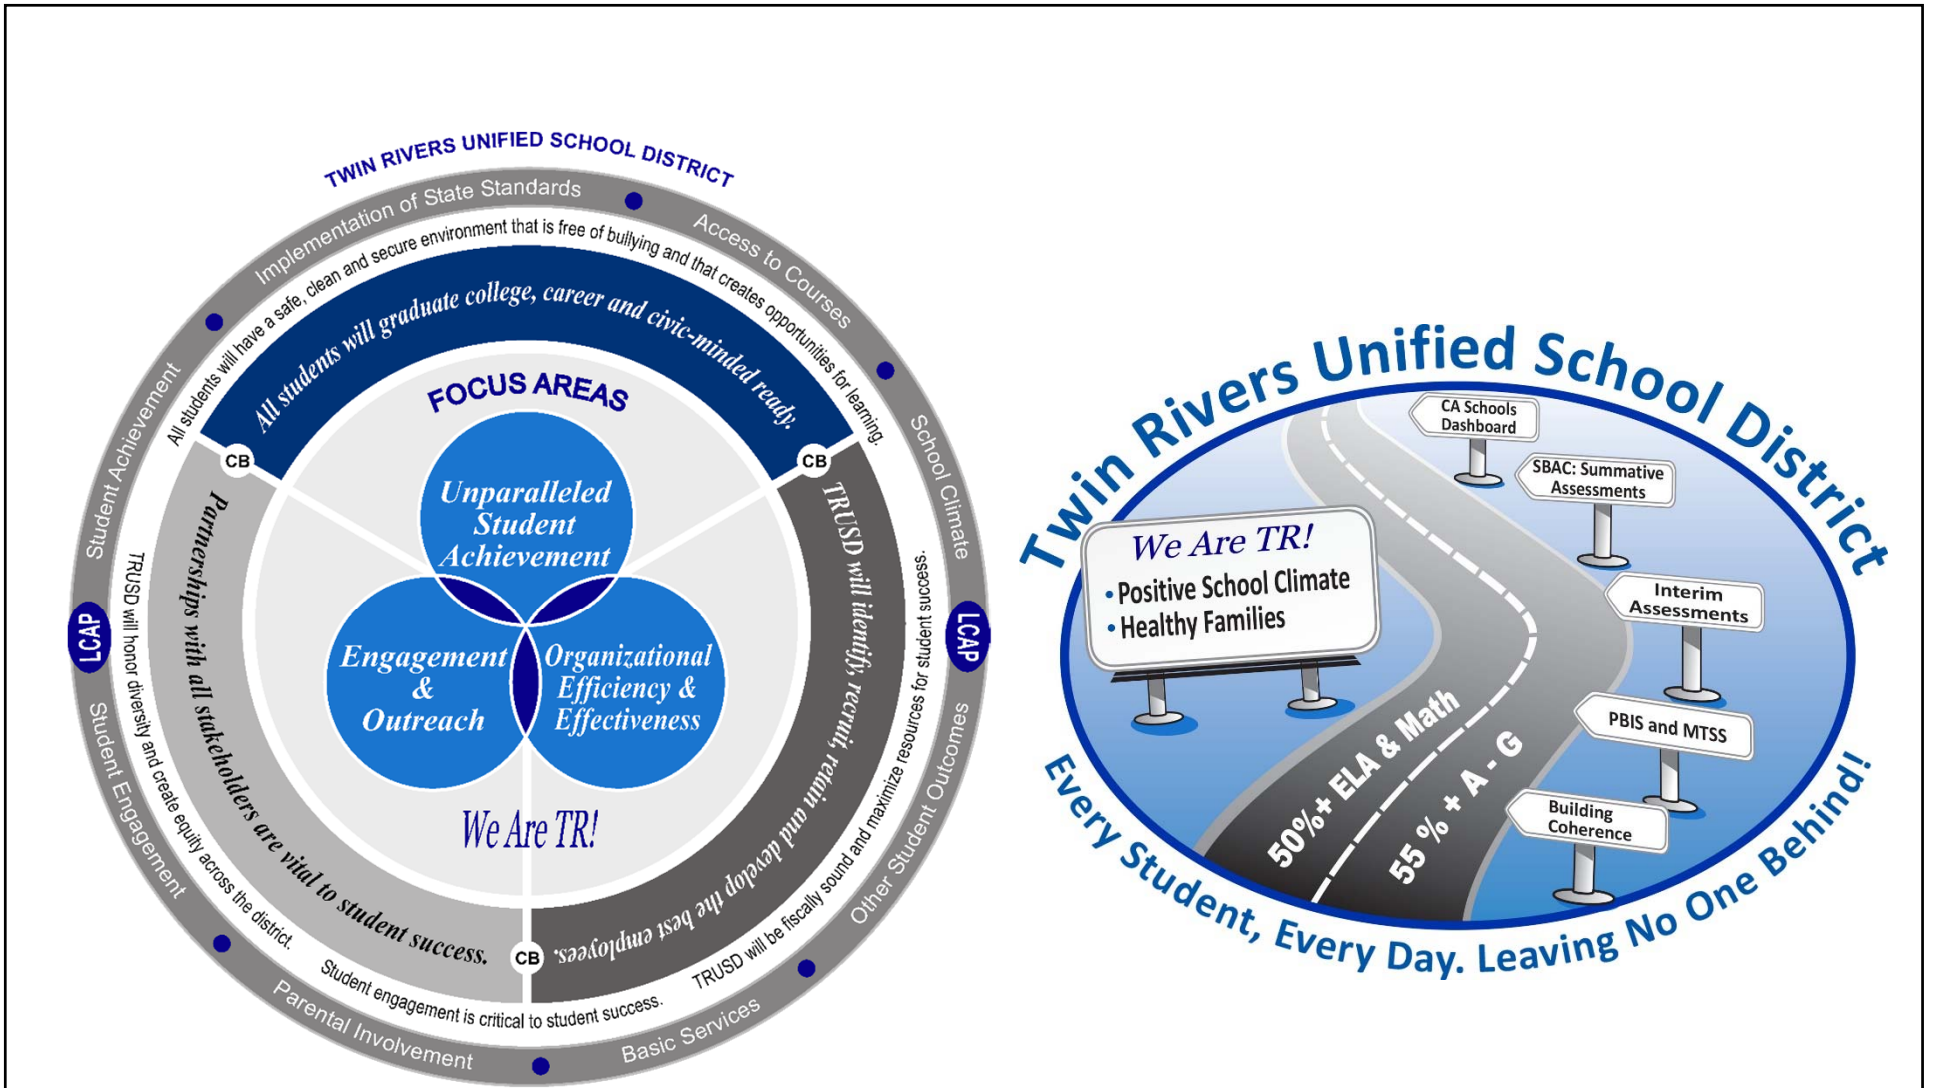 TWIN RIVERS UNIFIED SCHOOL DISTRICT
Implementation of State Standards
Access to Courses
School Climate
LCAP
Other Student Outcomes
Basic Services
Parental Involvement
Student Engagement
LCAP
Student Achievement
All students will have a safe, clean and secure environment that is free of bullying and that creates opportunities for learning.
TRUSD will be fiscally sound and maximize resources for student success.
Student engagement is critical to student success.
TRUSD will honor diversity and create equity across the district.
All students will graduate college, career and civic-minded ready.
CB
TRUSD will identify, recruit, retain and develop the best employees.
CB
Partnerships with all stakeholders are vital to student success.
CB
FOCUS AREAS
Unparalleled
Student
Achievement
Engagement
&
Outreach
Organizational
Efficiency &
Effectiveness
We Are TR!
Twin Rivers Unified School District
CA Schools
Dashboard
SBAC: Summative
Assessments
We Are TR!
• Positive School Climate
• Healthy Families
Interim
Assessments
PBIS and MTSS
Building
Coherence
50%+ ELA & Math
55 % + A - G
Every Student, Every Day. Leaving No One Behind!